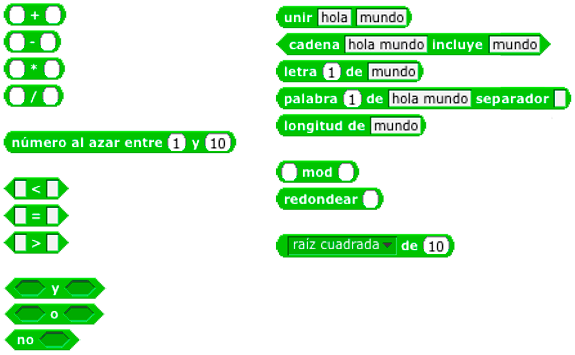 +
-
*
/
número al azar entre 1 y 10
<
=
>
y
o
no
unir hola mundo
cadena hola mundo incluye mundo
letra 1 de mundo
palabra 1 de hola mundo separador
longitud de mundo
mod
redondear
raíz cuadrada de 10